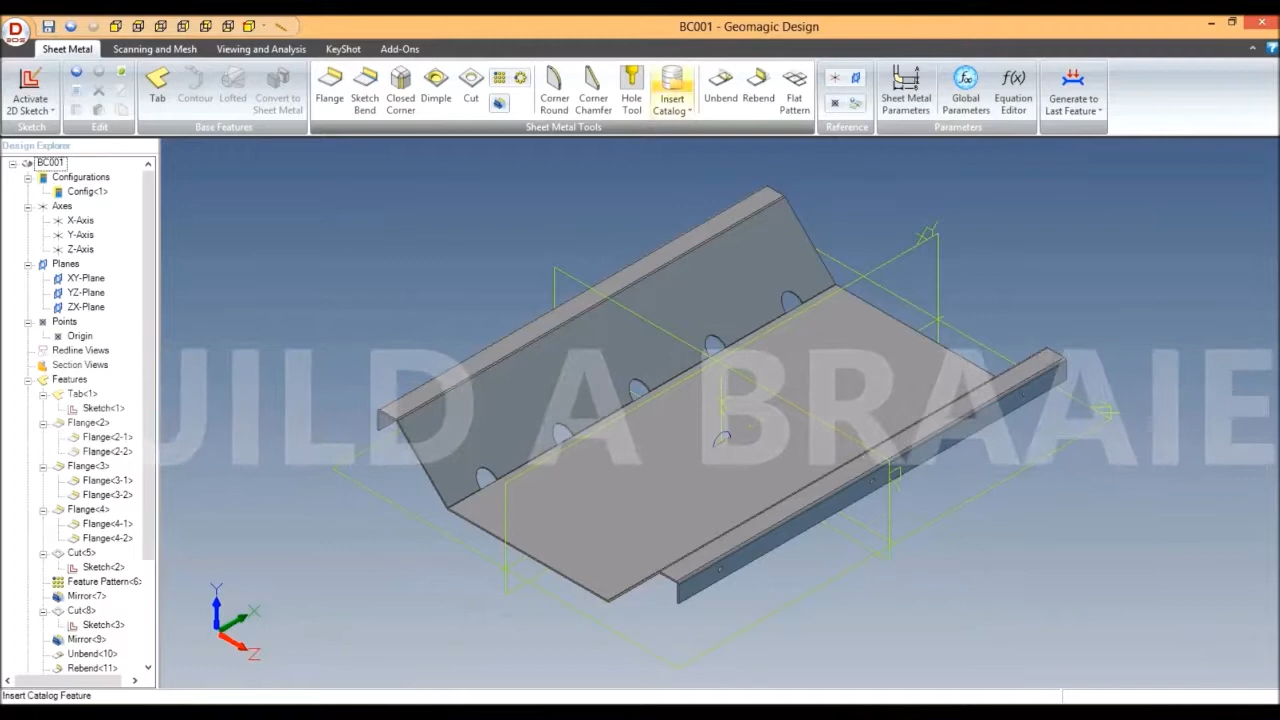 BC001 - Geomagic Design
Sheet Metal
Scanning and Mesh
Viewing and Analysis
KeyShot
Add-Ons
Activate
2D Sketch
Tab
Contour
Lofted
Convert to
Sheet Metal
Flange
Sketch
Bend
Closed
Corner
Dimple
Cut
Corner
Round
Corner
Chamfer
Hole
Tool
Insert
Catalog
Unbend
Rebend
Flat
Pattern
Sheet Metal
Parameters
Global
Parameters
f(x)
Equation
Editor
Generate to
Last Feature
Sketch
Edit
Base Features
Sheet Metal Tools
Reference
Parameters
Design Explorer
BC001
Configurations
Config<1>
Axes
X-Axis
Y-Axis
Z-Axis
Planes
XY-Plane
YZ-Plane
ZX-Plane
Points
Origin
Redline Views
Section Views
Features
Tab<1>
Sketch<1>
Flange<2>
Flange<2-1>
Flange<2-2>
Flange<3>
Flange<3-1>
Flange<3-2>
Flange<4>
Flange<4-1>
Flange<4-2>
Cut<5>
Sketch<2>
Feature Pattern<6>
Mirror<7>
Cut<8>
Sketch<3>
Mirror<9>
Unbend<10>
Rebend<11>
UILD A BRAAIE
Y
X
Z
Insert Catalog Feature